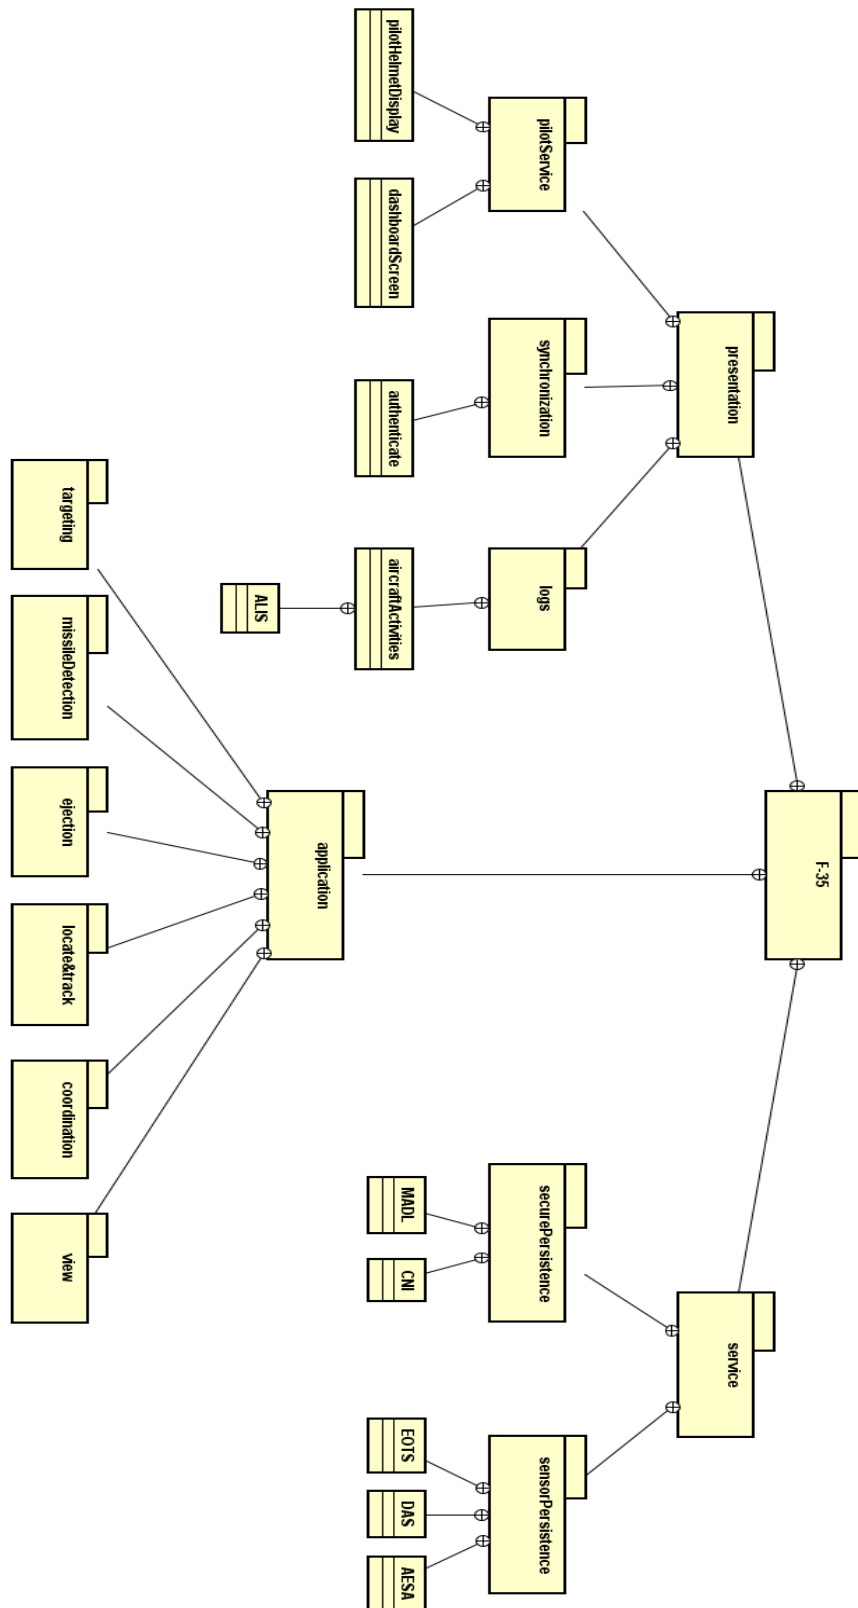 F-35
presentation
application
service
pilotService
synchronization
logs
securePersistence
sensorPersistence
pilotHelmetDisplay
dashboardScreen
authenticate
aircraftActivities
MADL
CNI
EOTS
DAS
AESA
ALIS
targeting
missileDetection
ejection
locate&track
coordination
view